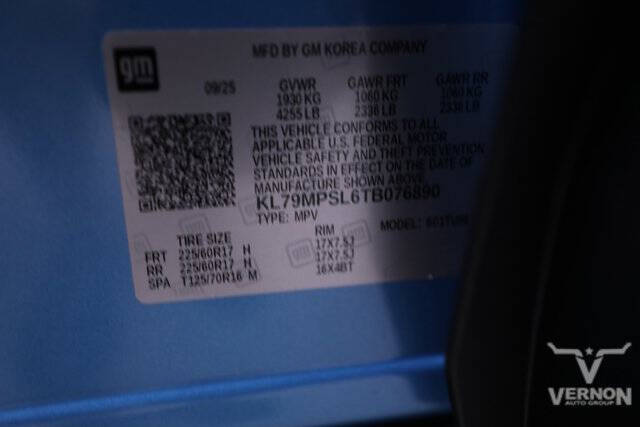 gm
MFD BY GM KOREA COMPANY
09/25 GVWR GAWR FRT GAWR RR
1930 KG 1060 KG 1060 KG
4255 LB 2336 LB 2336 LB
THIS VEHICLE CONFORMS TO ALL
APPLICABLE U.S. FEDERAL MOTOR
VEHICLE SAFETY AND THEFT PREVENTION
STANDARDS IN EFFECT ON THE DATE OF
MANUFACTURE SHOWN ABOVE.
KL79MPSL6TB076890
TYPE: MPV MODEL:
TIRE SIZE RIM
FRT 225/60R17 H 17X7.5J
RR 225/60R17 H 17X7.5J
SPA T125/70R16 M 16X4BT
VERNON
AUTO GROUP